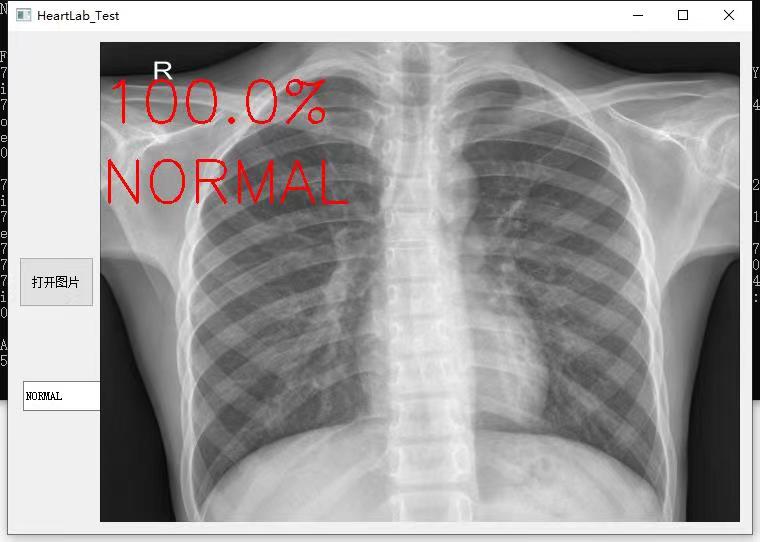 HeartLab_Test
R
100.0%
NORMAL
打开图片
NORMAL